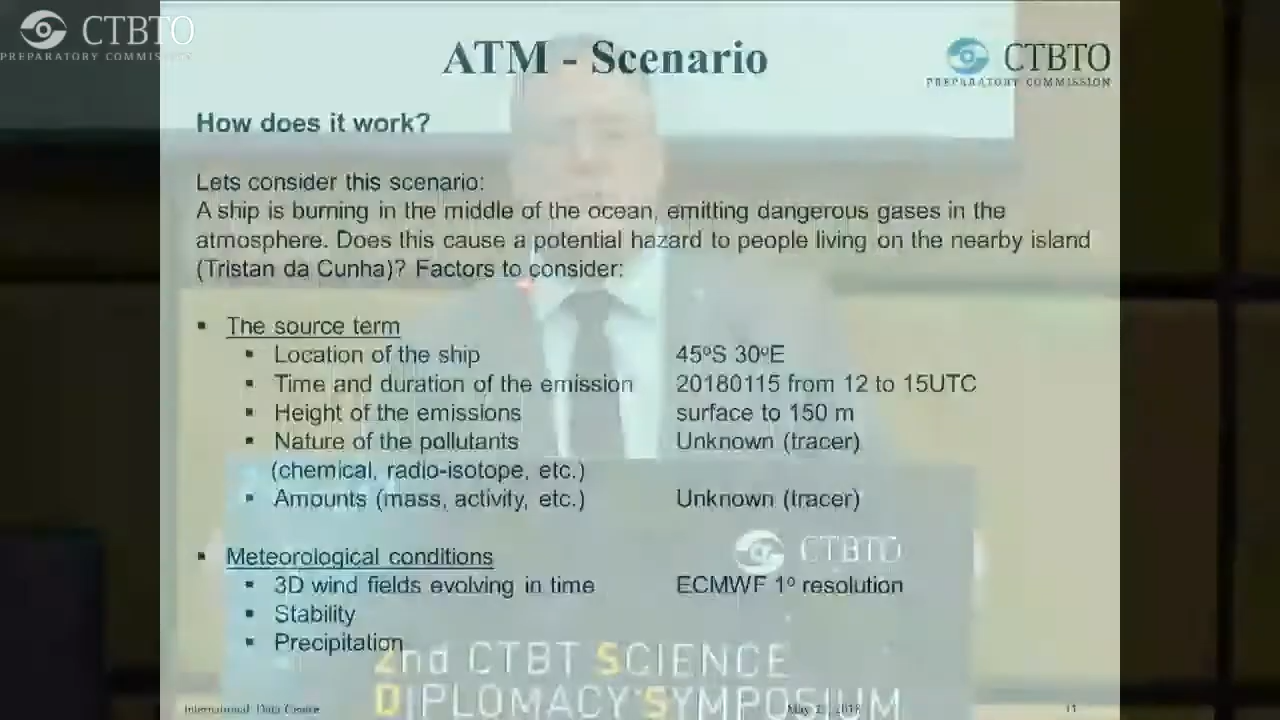 CTBTO
PREPARATORY COMMISSION
ATM - Scenario
CTBTO
PREPARATORY COMMISSION
How does it work?
Lets consider this scenario:
A ship is burning in the middle of the ocean, emitting dangerous gases in the
atmosphere. Does this cause a potential hazard to people living on the nearby island
(Tristan da Cunha)? Factors to consider:
▪ The source term
▪ Location of the ship 45ºS 30ºE
▪ Time and duration of the emission 20180115 from 12 to 15UTC
▪ Height of the emissions surface to 150 m
▪ Nature of the pollutants Unknown (tracer)
(chemical, radio-isotope, etc.)
▪ Amounts (mass, activity, etc.) Unknown (tracer)
▪ Meteorological conditions
▪ 3D wind fields evolving in time ECMWF 1º resolution
▪ Stability
▪ Precipitation
CTBTO
2nd CTBT SCIENCE
DIPLOMACY SYMPOSIUM
International Data Centre May 2018 11